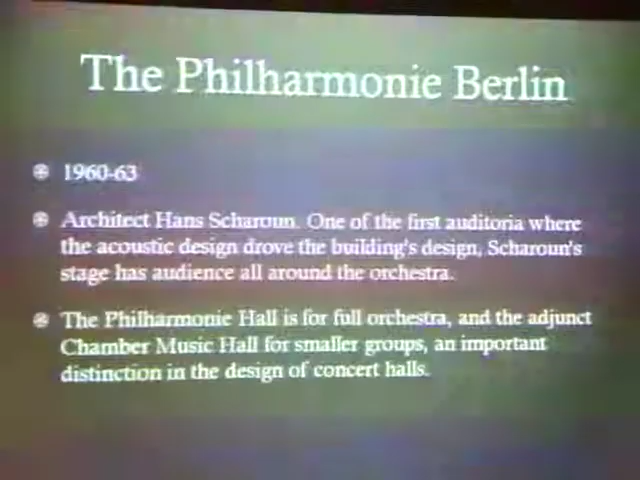 The Philharmonie Berlin
1960-63
Architect Hans Scharoun. One of the first auditoria where
the acoustic design drove the building's design, Scharoun's
stage has audience all around the orchestra.
The Philharmonie Hall is for full orchestra, and the adjunct
Chamber Music Hall for smaller groups, an important
distinction in the design of concert halls.